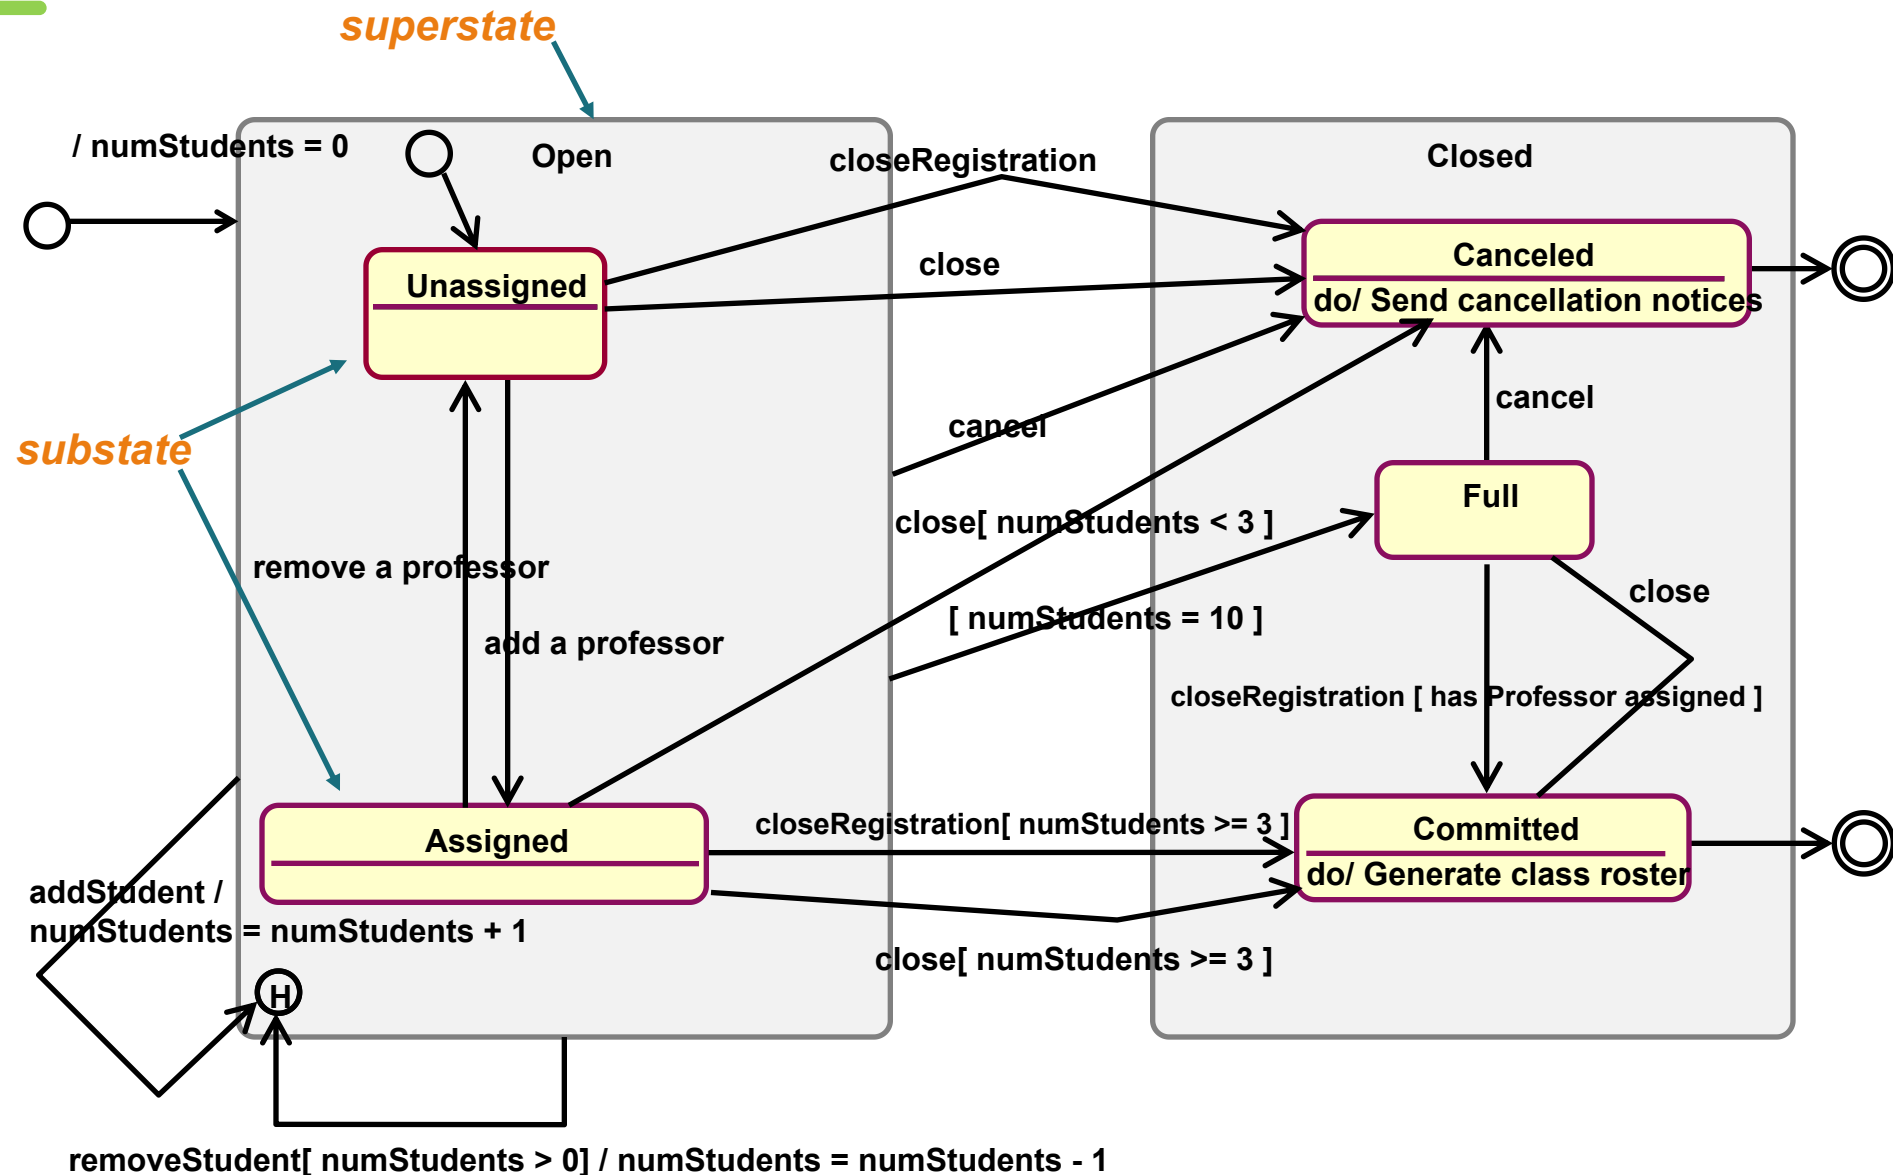 superstate
/ numStudents = 0
Open
closeRegistration
Closed
Unassigned
close
Canceled
do/ Send cancellation notices
cancel
cancel
substate
Full
close[ numStudents < 3 ]
remove a professor
close
[ numStudents = 10 ]
add a professor
closeRegistration [ has Professor assigned ]
Assigned
closeRegistration[ numStudents >= 3 ]
Committed
do/ Generate class roster
addStudent /
numStudents = numStudents + 1
close[ numStudents >= 3 ]
H
removeStudent[ numStudents > 0] / numStudents = numStudents - 1